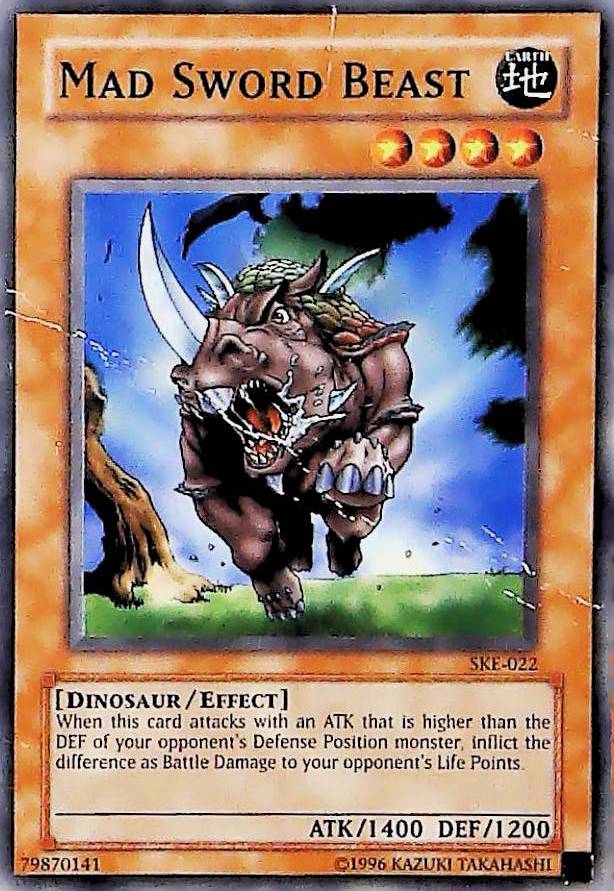 MAD SWORD BEAST
EARTH
地
SKE-022
[DINOSAUR/EFFECT]
When this card attacks with an ATK that is higher than the
DEF of your opponent's Defense Position monster, inflict the
difference as Battle Damage to your opponent's Life Points.
ATK/1400 DEF/1200
79870141
©1996 KAZUKI TAKAHASHI